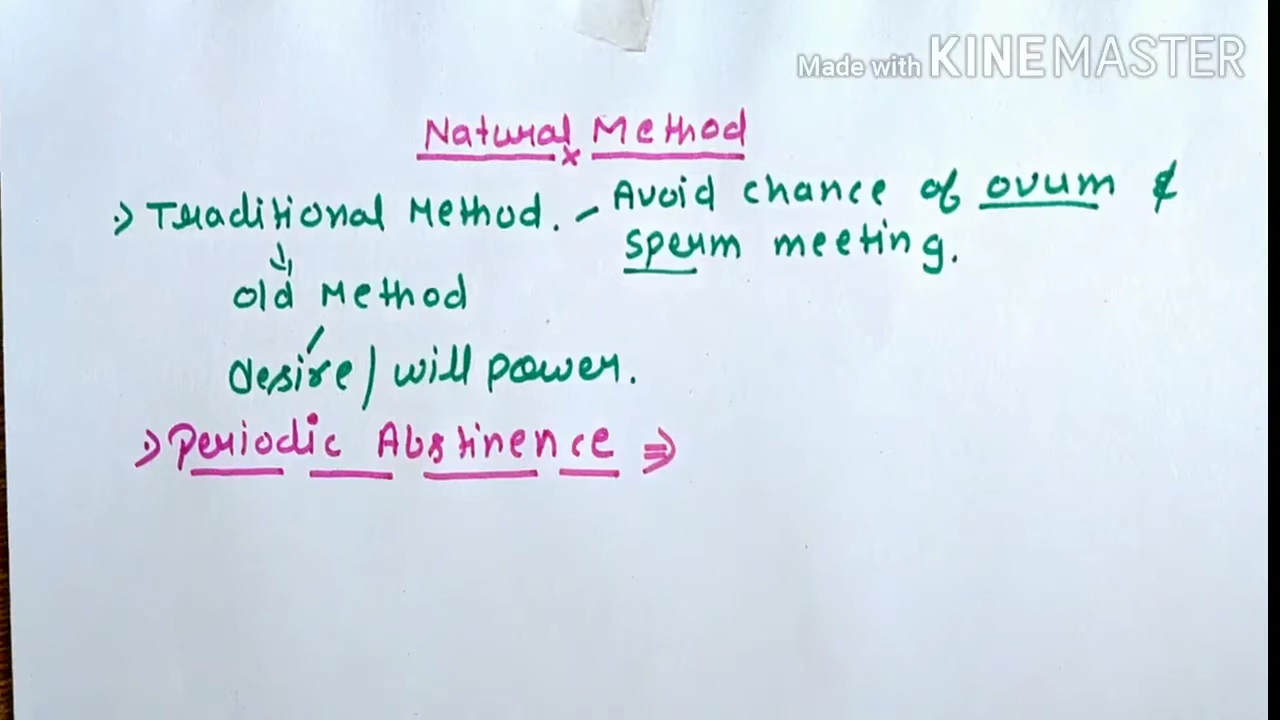 Made with KINEMASTER
Natural Method
Traditional Method. - Avoid chance of ovum &
sperm meeting.
old Method
desire / will power.
Periodic Abstinence ⇒